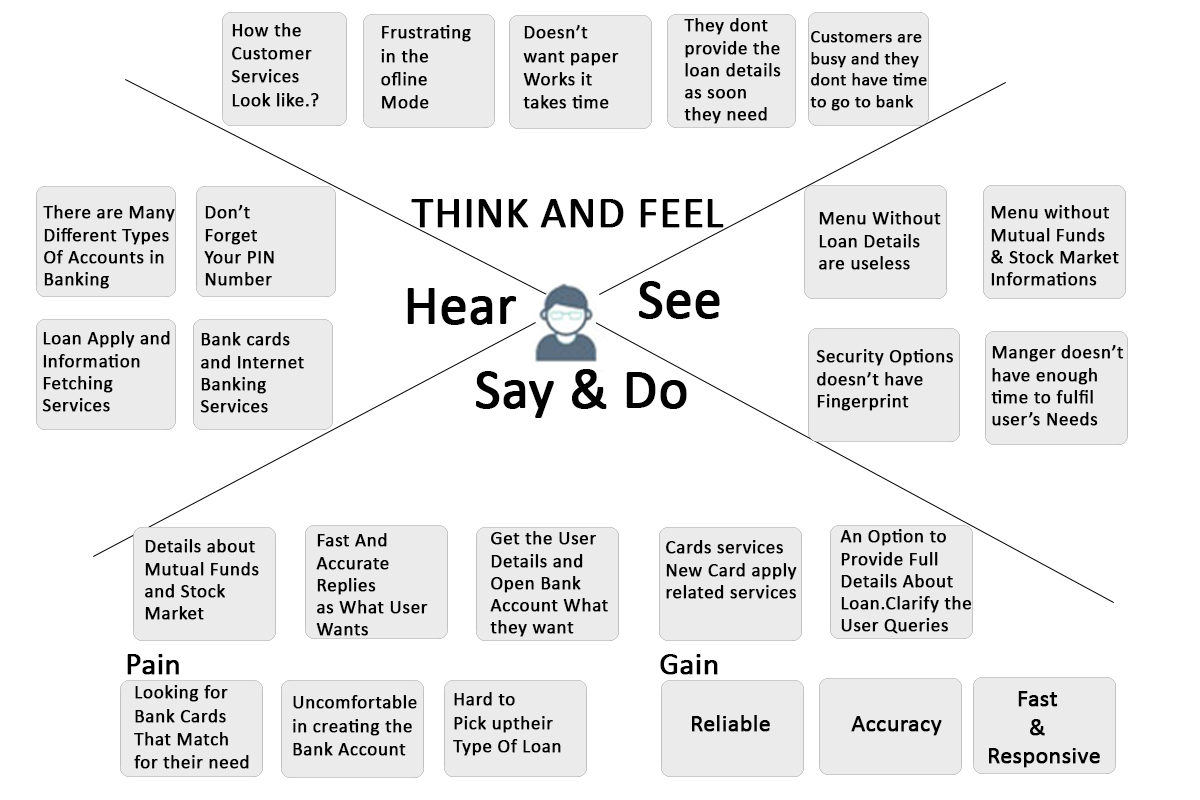 How the
Customer
Services
Look like.?
Frustrating
in the
ofline
Mode
Doesn't
want paper
Works it
takes time
They dont
provide the
loan details
as soon
they need
Customers are
busy and they
dont have time
to go to bank
THINK AND FEEL
There are Many
Different Types
Of Accounts in
Banking
Don't
Forget
Your PIN
Number
Loan Apply and
Information
Fetching
Services
Bank cards
and Internet
Banking
Services
Hear
See
Menu Without
Loan Details
are useless
Menu without
Mutual Funds
& Stock Market
Informations
Security Options
doesn't have
Fingerprint
Manger doesn't
have enough
time to fulfil
user's Needs
Say & Do
Details about
Mutual Funds
and Stock
Market
Fast And
Accurate
Replies
as What User
Wants
Get the User
Details and
Open Bank
Account What
they want
Cards services
New Card apply
related services
An Option to
Provide Full
Details About
Loan.Clarify the
User Queries
Pain
Looking for
Bank Cards
That Match
for their need
Uncomfortable
in creating the
Bank Account
Hard to
Pick uptheir
Type Of Loan
Gain
Reliable
Accuracy
Fast
&
Responsive